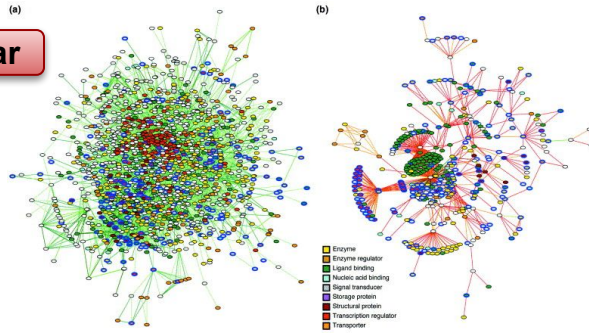 (a)
(b)
ar
Enzyme
Enzyme regulator
Ligand binding
Nucleic acid binding
Signal transducer
Storage protein
Structural protein
Transcription regulator
Transporter